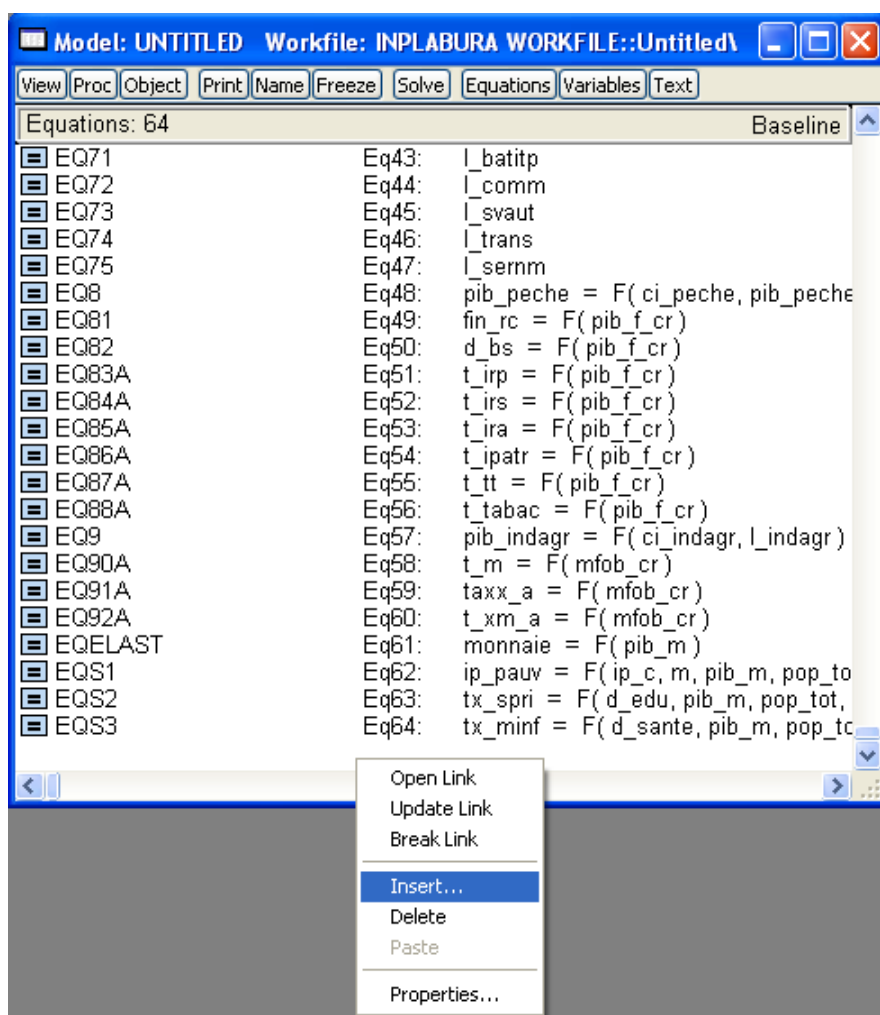 Model: UNTITLED Workfile: INPLABURA WORKFILE::Untitled\
View Proc Object Print Name Freeze Solve Equations Variables Text
Equations: 64 Baseline
EQ71 Eq43: l_batitp
EQ72 Eq44: l_comm
EQ73 Eq45: l_svaut
EQ74 Eq46: l_trans
EQ75 Eq47: l_sernm
EQ8 Eq48: pib_peche = F( ci_peche, pib_peche
EQ81 Eq49: fin_rc = F( pib_f_cr )
EQ82 Eq50: d_bs = F( pib_f_cr )
EQ83A Eq51: t_irp = F( pib_f_cr )
EQ84A Eq52: t_irs = F( pib_f_cr )
EQ85A Eq53: t_ira = F( pib_f_cr )
EQ86A Eq54: t_ipatr = F( pib_f_cr )
EQ87A Eq55: t_tt = F( pib_f_cr )
EQ88A Eq56: t_tabac = F( pib_f_cr )
EQ9 Eq57: pib_indagr = F( ci_indagr, l_indagr )
EQ90A Eq58: t_m = F( mfob_cr )
EQ91A Eq59: taxx_a = F( mfob_cr )
EQ92A Eq60: t_xm_a = F( mfob_cr )
EQELAST Eq61: monnaie = F( pib_m )
EQS1 Eq62: ip_pauv = F( ip_c, m, pib_m, pop_to
EQS2 Eq63: tx_spri = F( d_edu, pib_m, pop_tot,
EQS3 Eq64: tx_minf = F( d_sante, pib_m, pop_to
Open Link
Update Link
Break Link
Insert...
Delete
Paste
Properties...